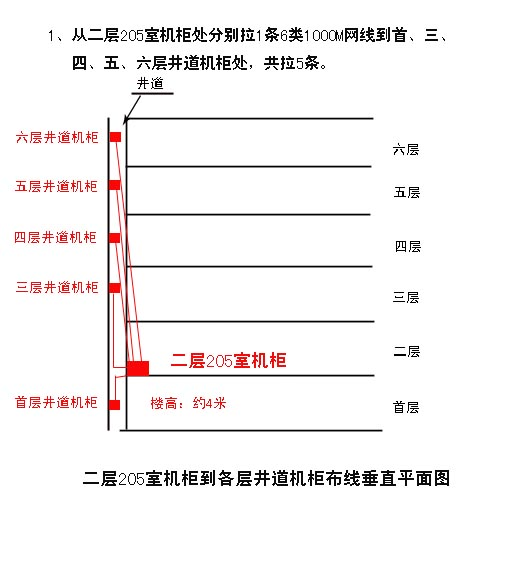 1、从二层205室机柜处分别拉1条6类1000M网线到首、三、
四、五、六层井道机柜处，共拉5条。
井道
六层井道机柜
六层
五层井道机柜
五层
四层井道机柜
四层
三层井道机柜
三层
二层205室机柜
二层
首层井道机柜
楼高：约4米
首层
二层205室机柜到各层井道机柜布线垂直平面图